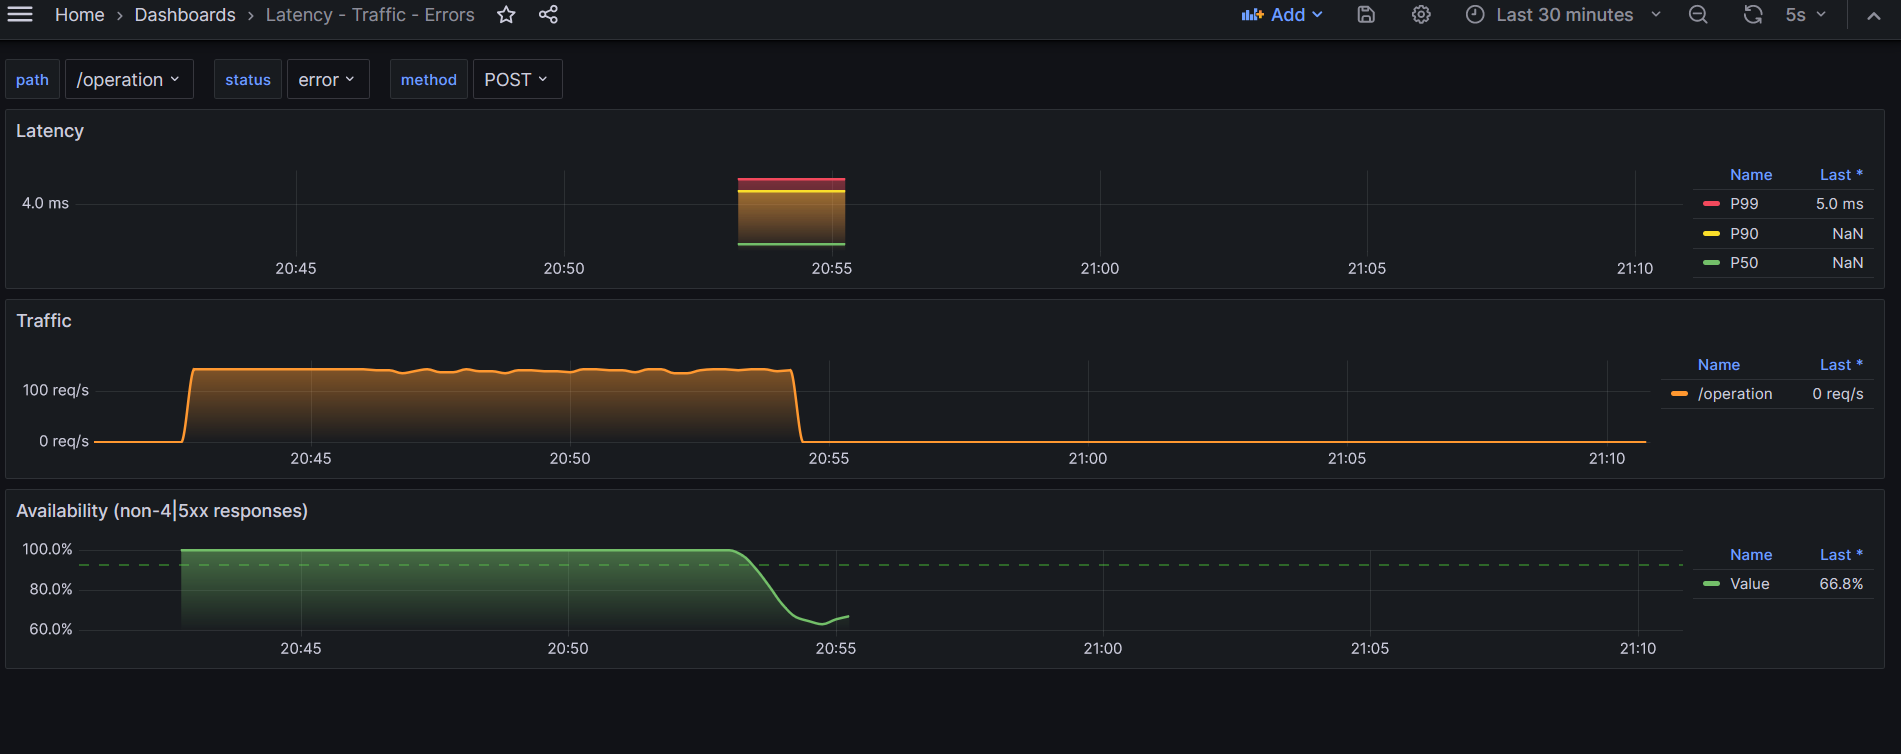 Home > Dashboards > Latency - Traffic - Errors Add Last 30 minutes 5s
path /operation status error method POST
Latency
4.0 ms
20:45 20:50 20:55 21:00 21:05 21:10
Name Last *
P99 5.0 ms
P90 NaN
P50 NaN
Traffic
100 req/s
0 req/s
20:45 20:50 20:55 21:00 21:05 21:10
Name Last *
/operation 0 req/s
Availability (non-4|5xx responses)
100.0%
80.0%
60.0%
20:45 20:50 20:55 21:00 21:05 21:10
Name Last *
Value 66.8%